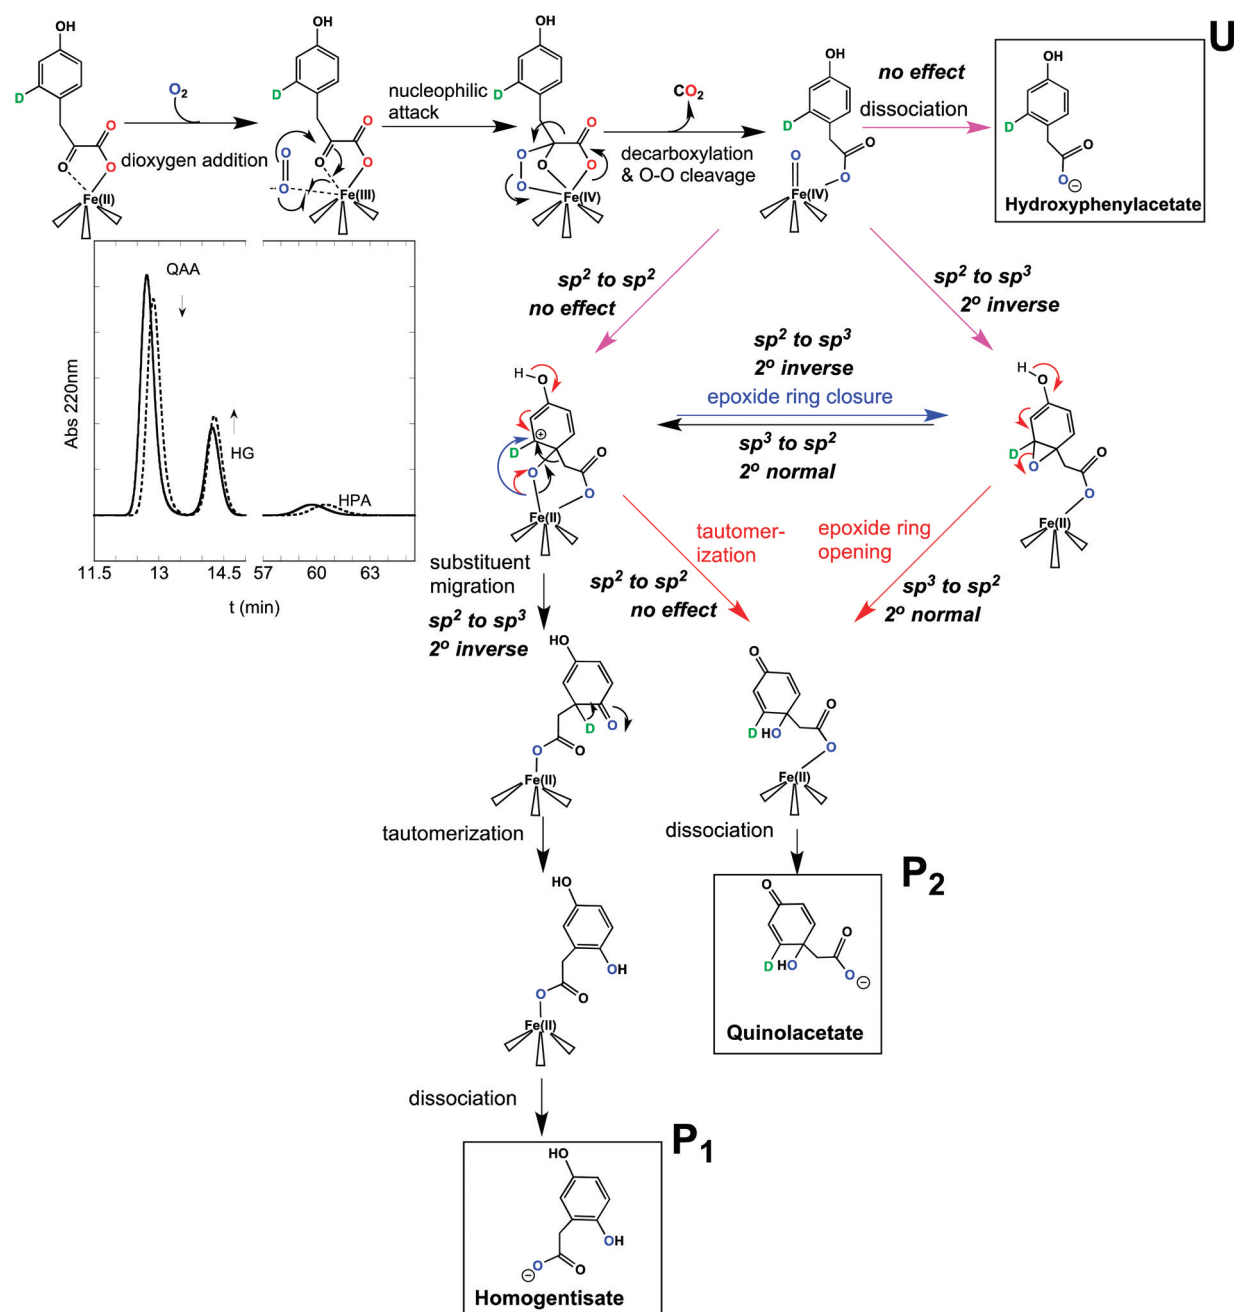 OH
D
O
O
O
Fe(II)
O2
dioxygen addition
OH
D
O
O
O
O
O
Fe(III)
nucleophilic
attack
OH
D
O
O
O
O
O
Fe(IV)
CO2
decarboxylation
& O-O cleavage
OH
D
O
O
O
Fe(IV)
no effect
dissociation
U
OH
D
O
O
Hydroxyphenylacetate
Abs 220nm
QAA
HG
HPA
11.5 13 14.5 57 60 63
t (min)
sp2 to sp2
no effect
sp2 to sp3
2o inverse
sp2 to sp3
2o inverse
epoxide ring closure
sp3 to sp2
2o normal
H O
D
O
O
O
Fe(II)
H O
D
O
O
O
Fe(II)
substituent
migration
sp2 to sp3
2o inverse
tautomer-
ization
sp2 to sp2
no effect
epoxide ring
opening
sp3 to sp2
2o normal
HO
D
O
O
O
Fe(II)
O
D
HO
O
O
Fe(II)
tautomerization
dissociation
HO
OH
O
O
Fe(II)
P2
O
D
HO
O
O
Quinolacetate
dissociation
P1
HO
OH
O
O
Homogentisate